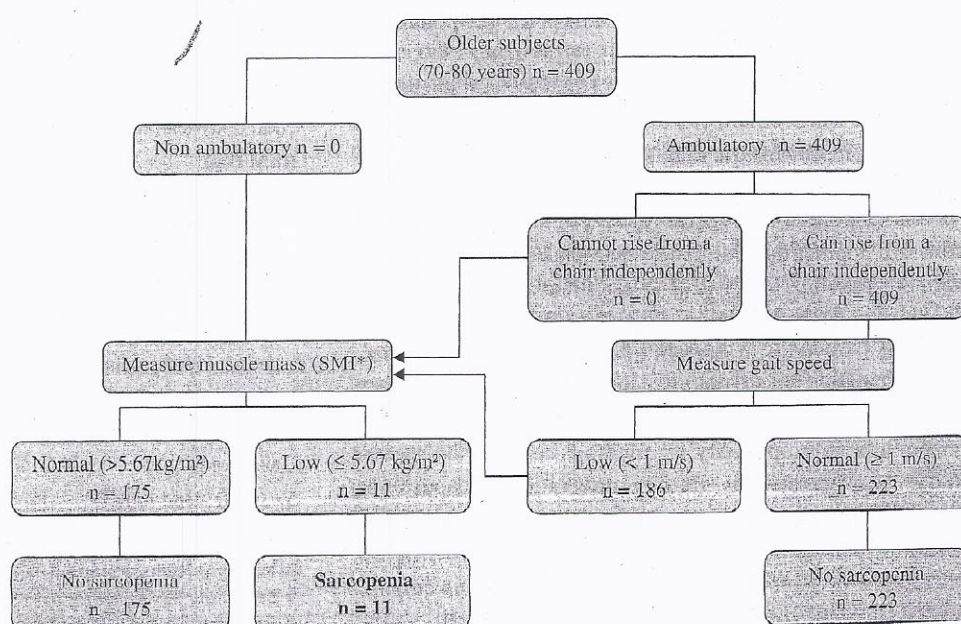 Older subjects
(70-80 years) n = 409
Non ambulatory n = 0
Ambulatory n = 409
Cannot rise from a
chair independently
n = 0
Can rise from a
chair independently
n = 409
Measure muscle mass (SMI*)
Measure gait speed
Normal (>5.67kg/m²)
n = 175
Low (≤ 5.67 kg/m²)
n = 11
Low (< 1 m/s)
n = 186
Normal (≥ 1 m/s)
n = 223
No sarcopenia
n = 175
Sarcopenia
n = 11
No sarcopenia
n = 223